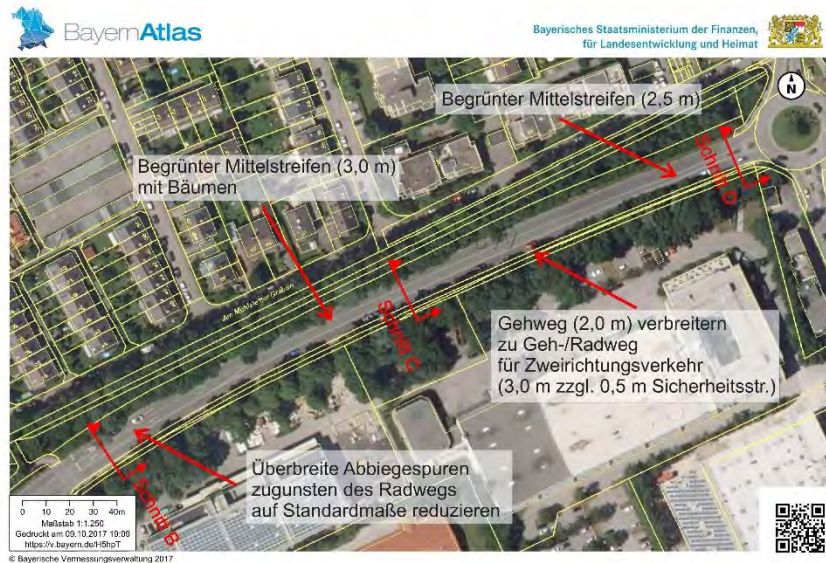 BayernAtlas
Bayerisches Staatsministerium der Finanzen,
für Landesentwicklung und Heimat
N
Begrünter Mittelstreifen (2,5 m)
Begrünter Mittelstreifen (3,0 m)
mit Bäumen
Schnitt D
Schnitt C
Gehweg (2,0 m) verbreitern
zu Geh-/Radweg
für Zweirichtungsverkehr
(3,0 m zzgl. 0,5 m Sicherheitsstr.)
Überbreite Abbiegespuren
zugunsten des Radwegs
auf Standardmaße reduzieren
Schnitt B
0 10 20 30 40m
Maßstab 1:1.250
Gedruckt am 09.10.2017 19:09
https://v.bayern.de/H5hpT
© Bayerische Vermessungsverwaltung 2017